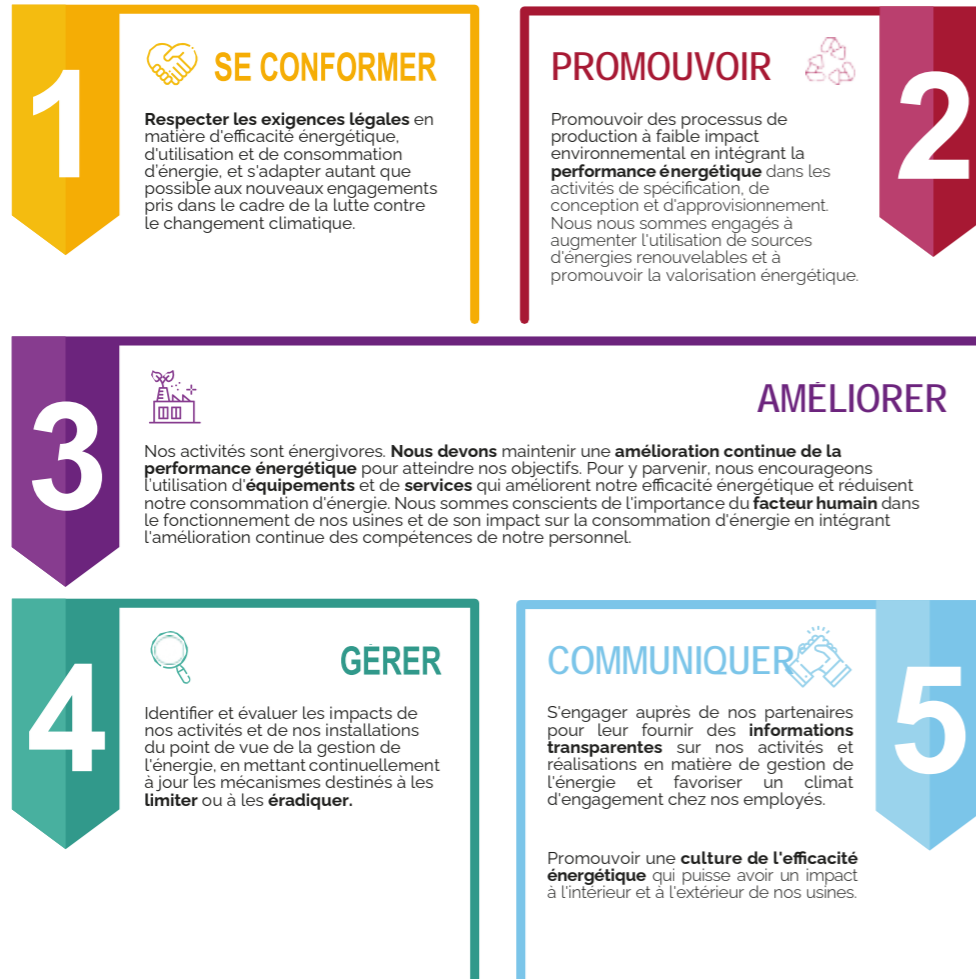 1
SE CONFORMER
Respecter les exigences légales en
matière d'efficacité énergétique,
d'utilisation et de consommation
d'énergie, et s'adapter autant que
possible aux nouveaux engagements
pris dans le cadre de la lutte contre
le changement climatique.
PROMOUVOIR
2
Promouvoir des processus de
production à faible impact
environnemental en intégrant la
performance énergétique dans les
activités de spécification, de
conception et d'approvisionnement.
Nous nous sommes engagés à
augmenter l'utilisation de sources
d'énergies renouvelables et à
promouvoir la valorisation énergétique.
3
AMÉLIORER
Nos activités sont énergivores. Nous devons maintenir une amélioration continue de la
performance énergétique pour atteindre nos objectifs. Pour y parvenir, nous encourageons
l'utilisation d'équipements et de services qui améliorent notre efficacité énergétique et réduisent
notre consommation d'énergie. Nous sommes conscients de l'importance du facteur humain dans
le fonctionnement de nos usines et de son impact sur la consommation d'énergie en intégrant
l'amélioration continue des compétences de notre personnel.
4
GÉRER
Identifier et évaluer les impacts de
nos activités et de nos installations
du point de vue de la gestion de
l'énergie, en mettant continuellement
à jour les mécanismes destinés à les
limiter ou à les éradiquer.
COMMUNIQUER
5
S'engager auprès de nos partenaires
pour leur fournir des informations
transparentes sur nos activités et
réalisations en matière de gestion de
l'énergie et favoriser un climat
d'engagement chez nos employés.
Promouvoir une culture de l'efficacité
énergétique qui puisse avoir un impact
à l'intérieur et à l'extérieur de nos usines.